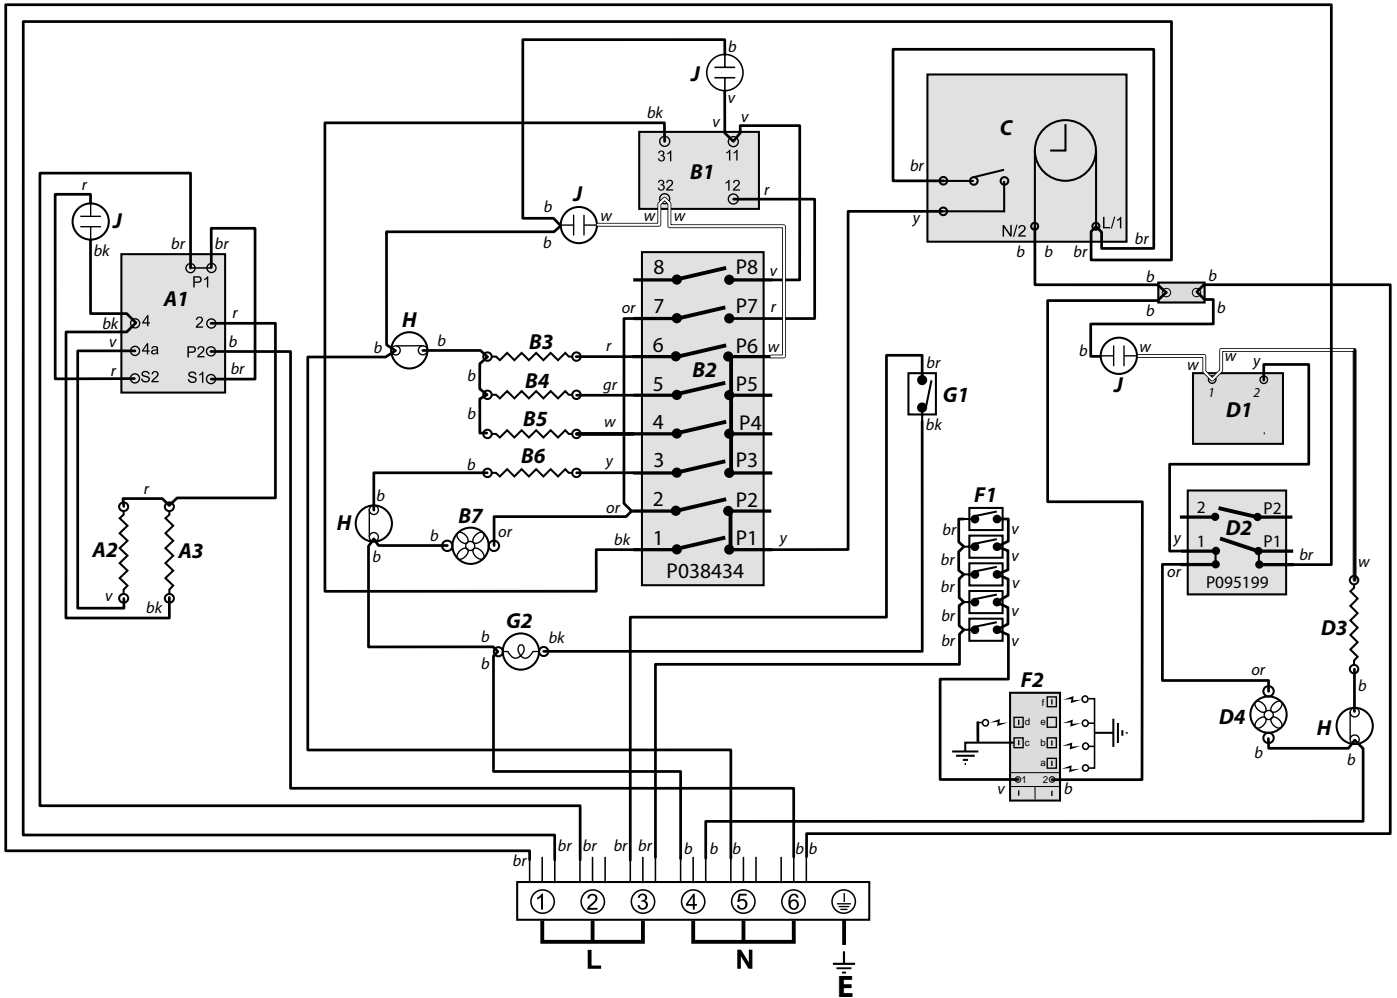 b
J
v
bk
v
v
31
11
B1
32
12
r
J
b
w
w
w
b
C
br
y
N/2
L/1
b
b
br
br
r
J
bk
br
br
P1
A1
bk
4
2
r
v
4a
P2
b
r
S2
S1
br
8
P8
v
or
7
P7
r
H
b
b
B3
r
6
P6
w
b
B4
gr
5
B2
P5
b
B5
w
4
P4
B6
b
y
3
P3
b
H
B7
b
or
or
2
P2
b
bk
1
P1
y
P038434
b
b
b
b
b
w
J
w
w
y
1
2
D1
br
G1
bk
F1
br
v
br
v
br
v
br
v
br
v
2
P2
D2
y
1
P1
br
or
P095199
w
D3
b
or
D4
H
b
b
r
A2
A3
v
bk
G2
b
bk
b
F2
f
d
e
c
b
a
1
2
v
b
br
br
br
br
br
b
b
b
b
b
1
2
3
4
5
6
L
N
E